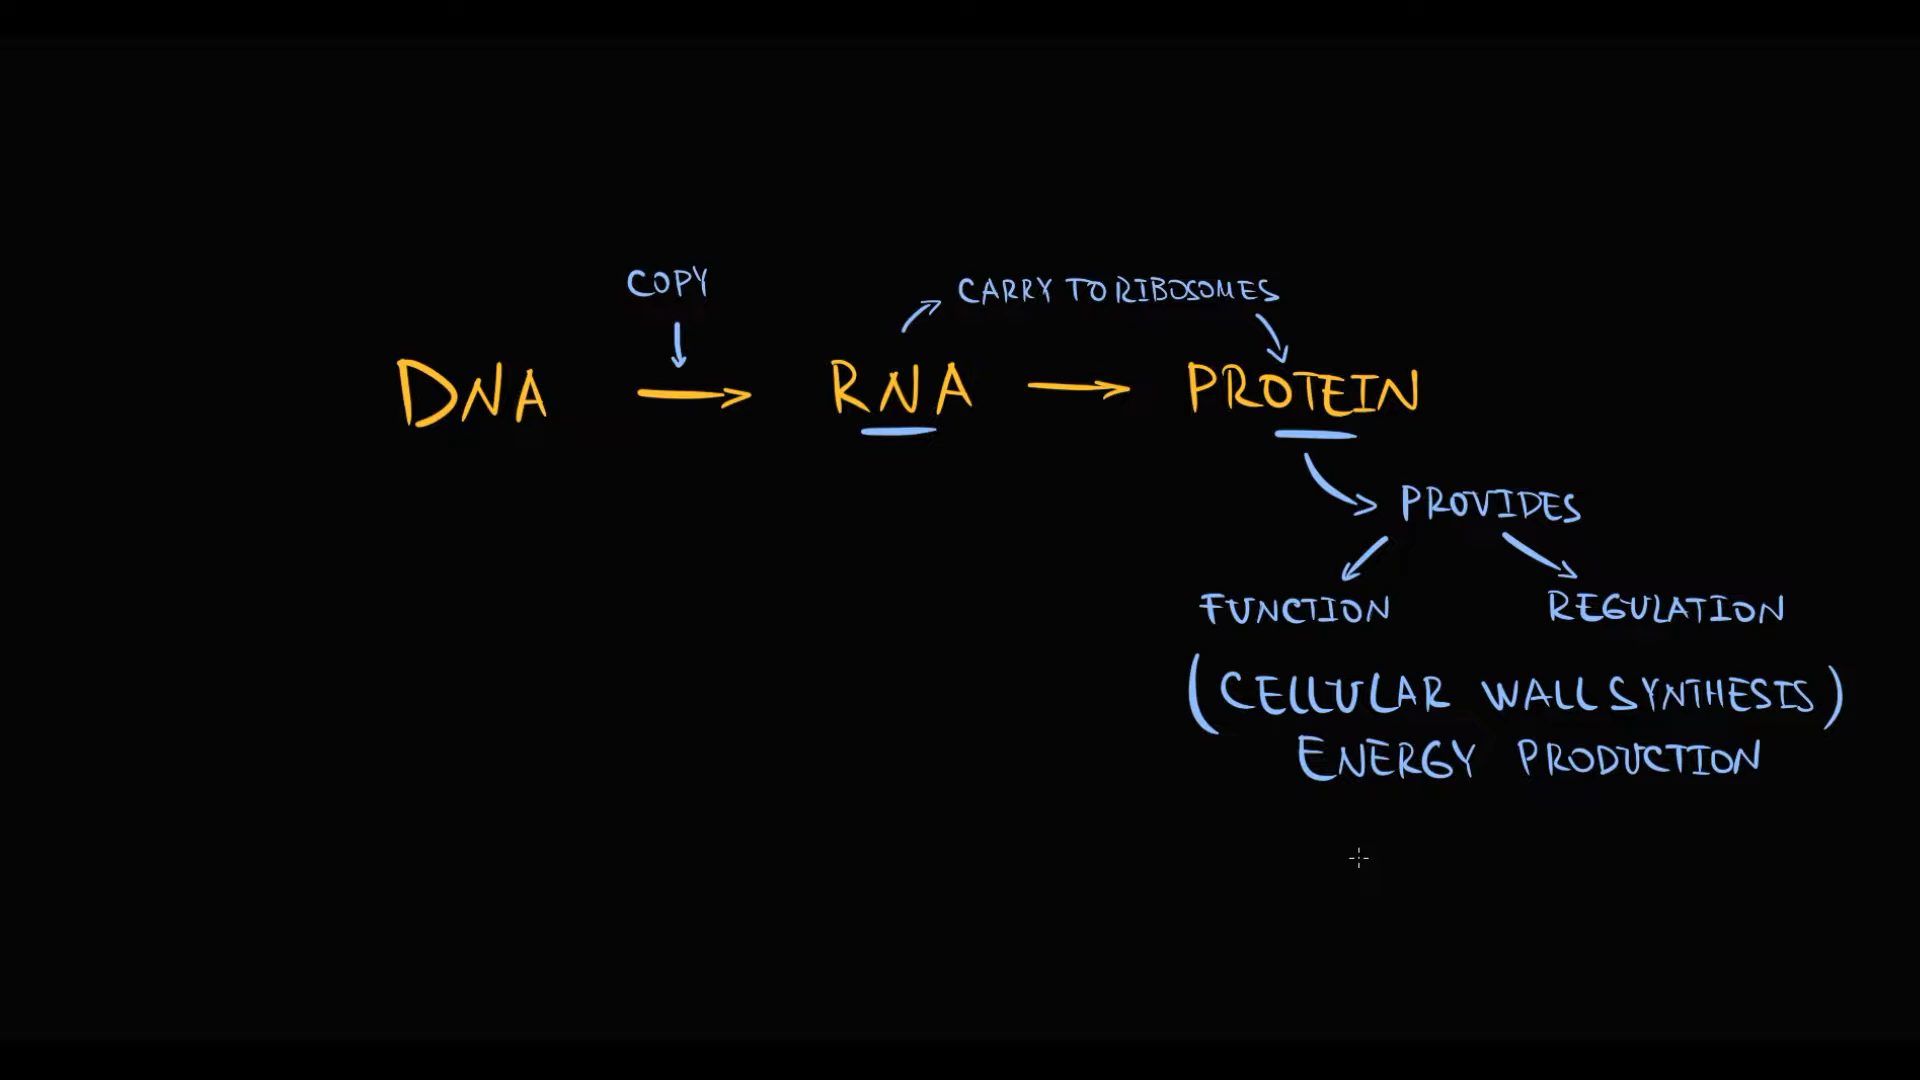 COPY
CARRY TO RIBOSOMES
DNA → RNA → PROTEIN
PROVIDES
FUNCTION REGULATION
(CELLULAR WALL SYNTHESIS)
ENERGY PRODUCTION